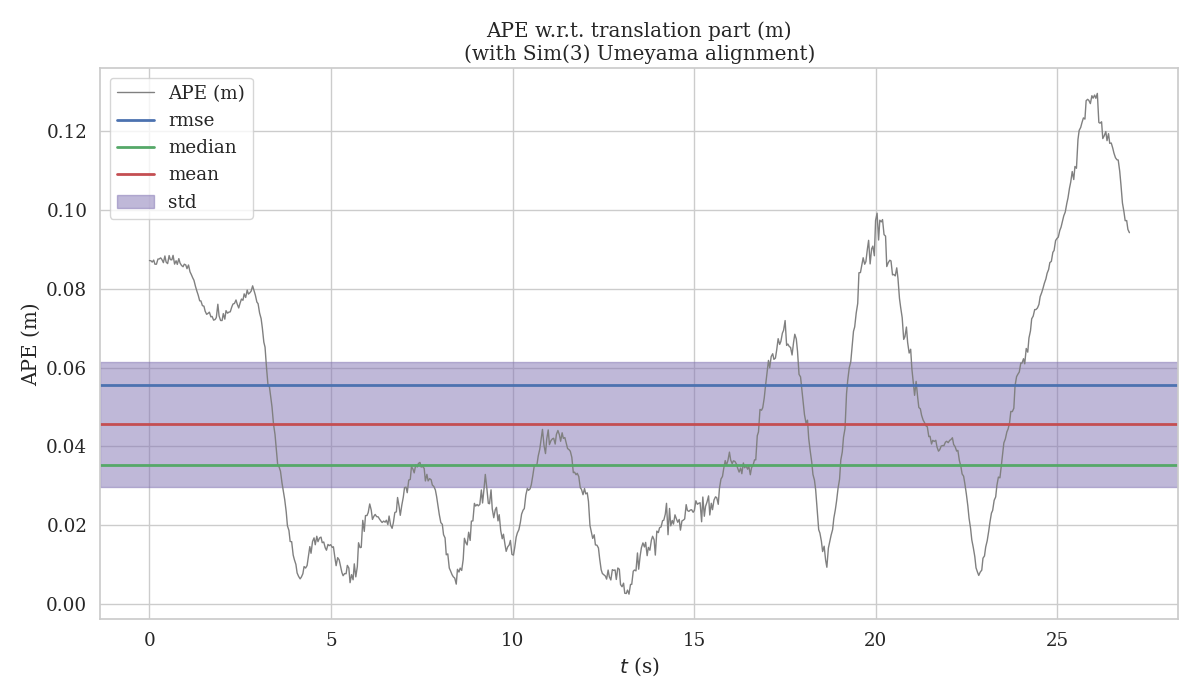 APE w.r.t. translation part (m)
(with Sim(3) Umeyama alignment)
APE (m)
rmse
median
mean
std
APE (m)
0.12
0.10
0.08
0.06
0.04
0.02
0.00
0 5 10 15 20 25
t (s)